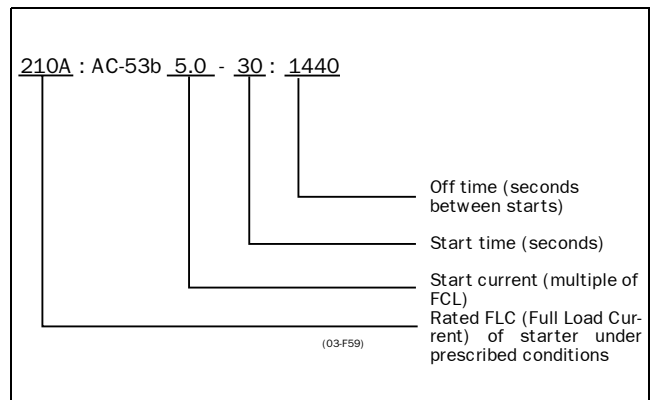 210A : AC-53b 5.0 - 30 : 1440
Off time (seconds
between starts)
Start time (seconds)
Start current (multiple of
FCL)
Rated FLC (Full Load Cur-
rent) of starter under
prescribed conditions
(03-F59)